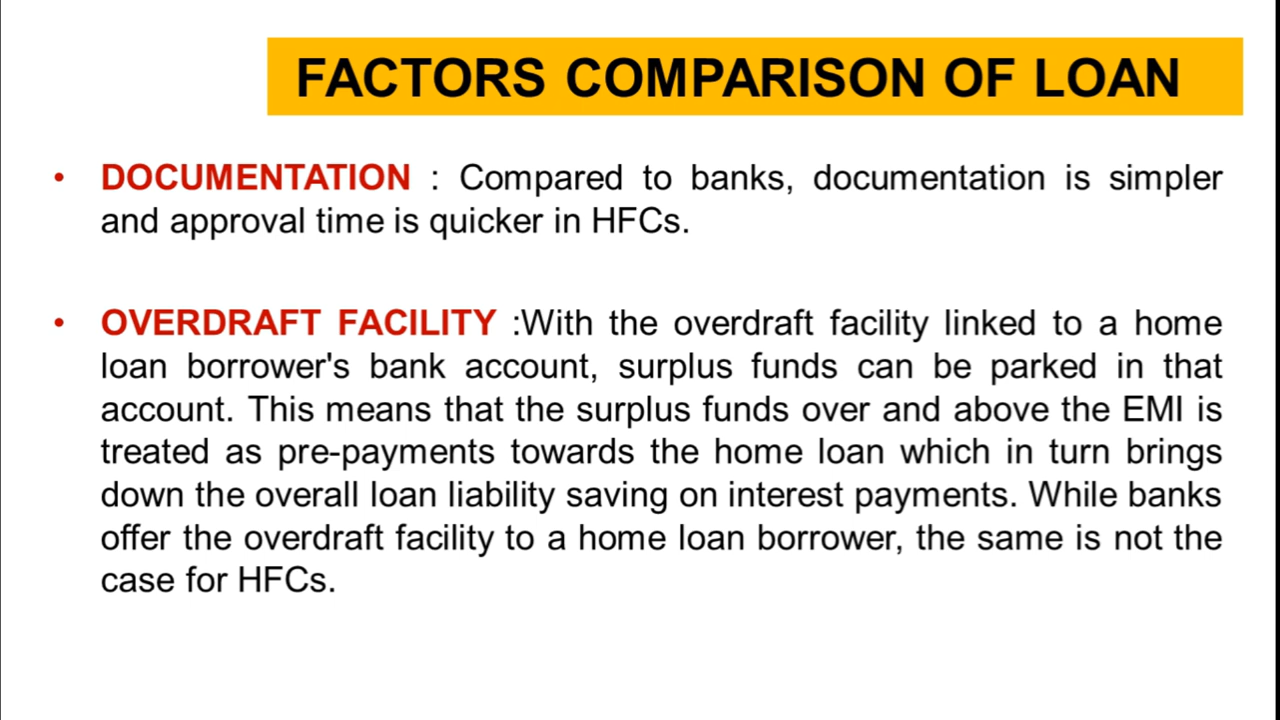 FACTORS COMPARISON OF LOAN
• DOCUMENTATION : Compared to banks, documentation is simpler
and approval time is quicker in HFCs.
• OVERDRAFT FACILITY :With the overdraft facility linked to a home
loan borrower's bank account, surplus funds can be parked in that
account. This means that the surplus funds over and above the EMI is
treated as pre-payments towards the home loan which in turn brings
down the overall loan liability saving on interest payments. While banks
offer the overdraft facility to a home loan borrower, the same is not the
case for HFCs.